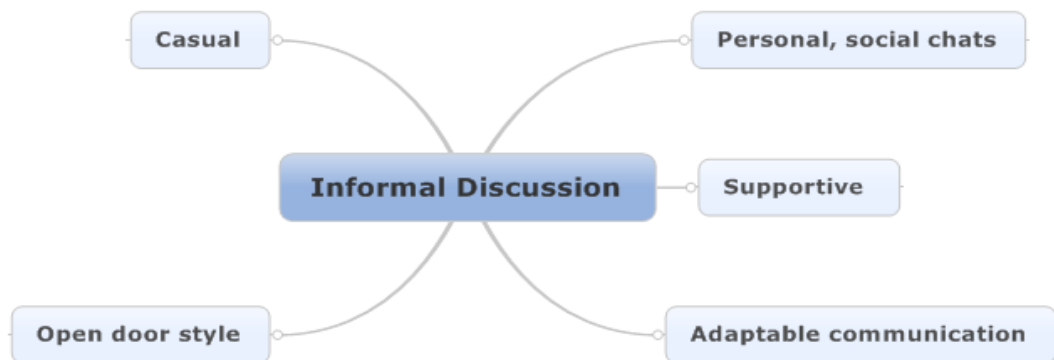 Casual
Personal, social chats
Informal Discussion
Supportive
Open door style
Adaptable communication